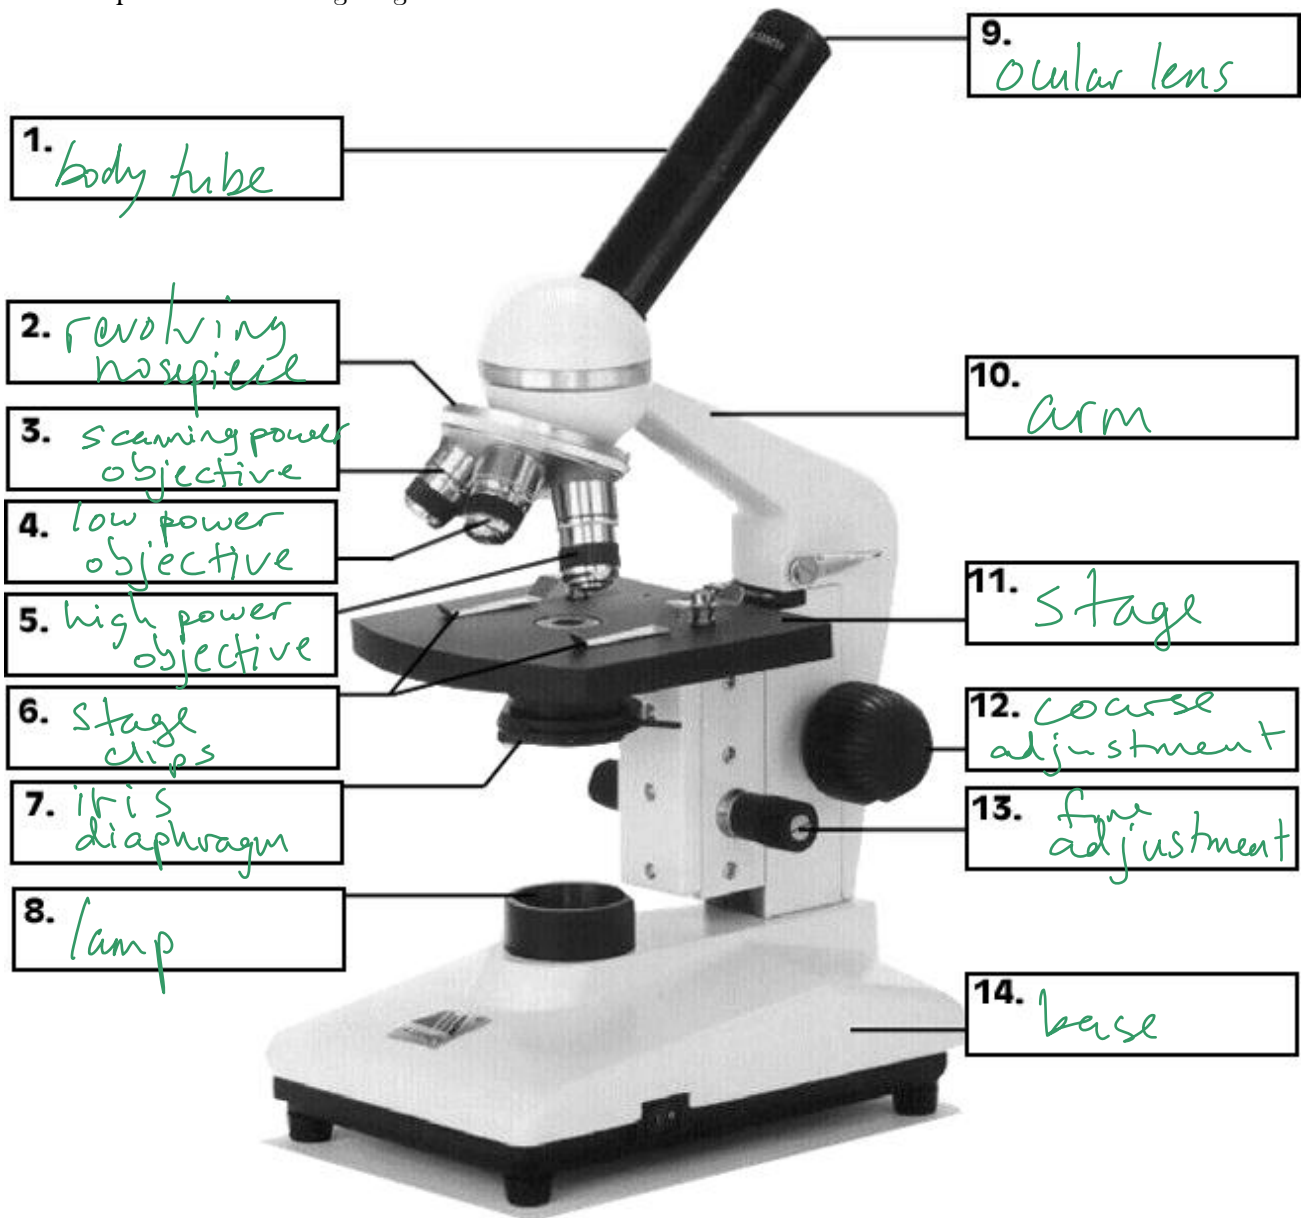 1.
body tube
2. revolving
nosepiece
3. scanning power
objective
4. low power
objective
5. high power
objective
6. stage
clips
7. iris
diaphragm
8. lamp
9.
ocular lens
10.
arm
11.
stage
12. coarse
adjustment
13. fine
adjustment
14.
base